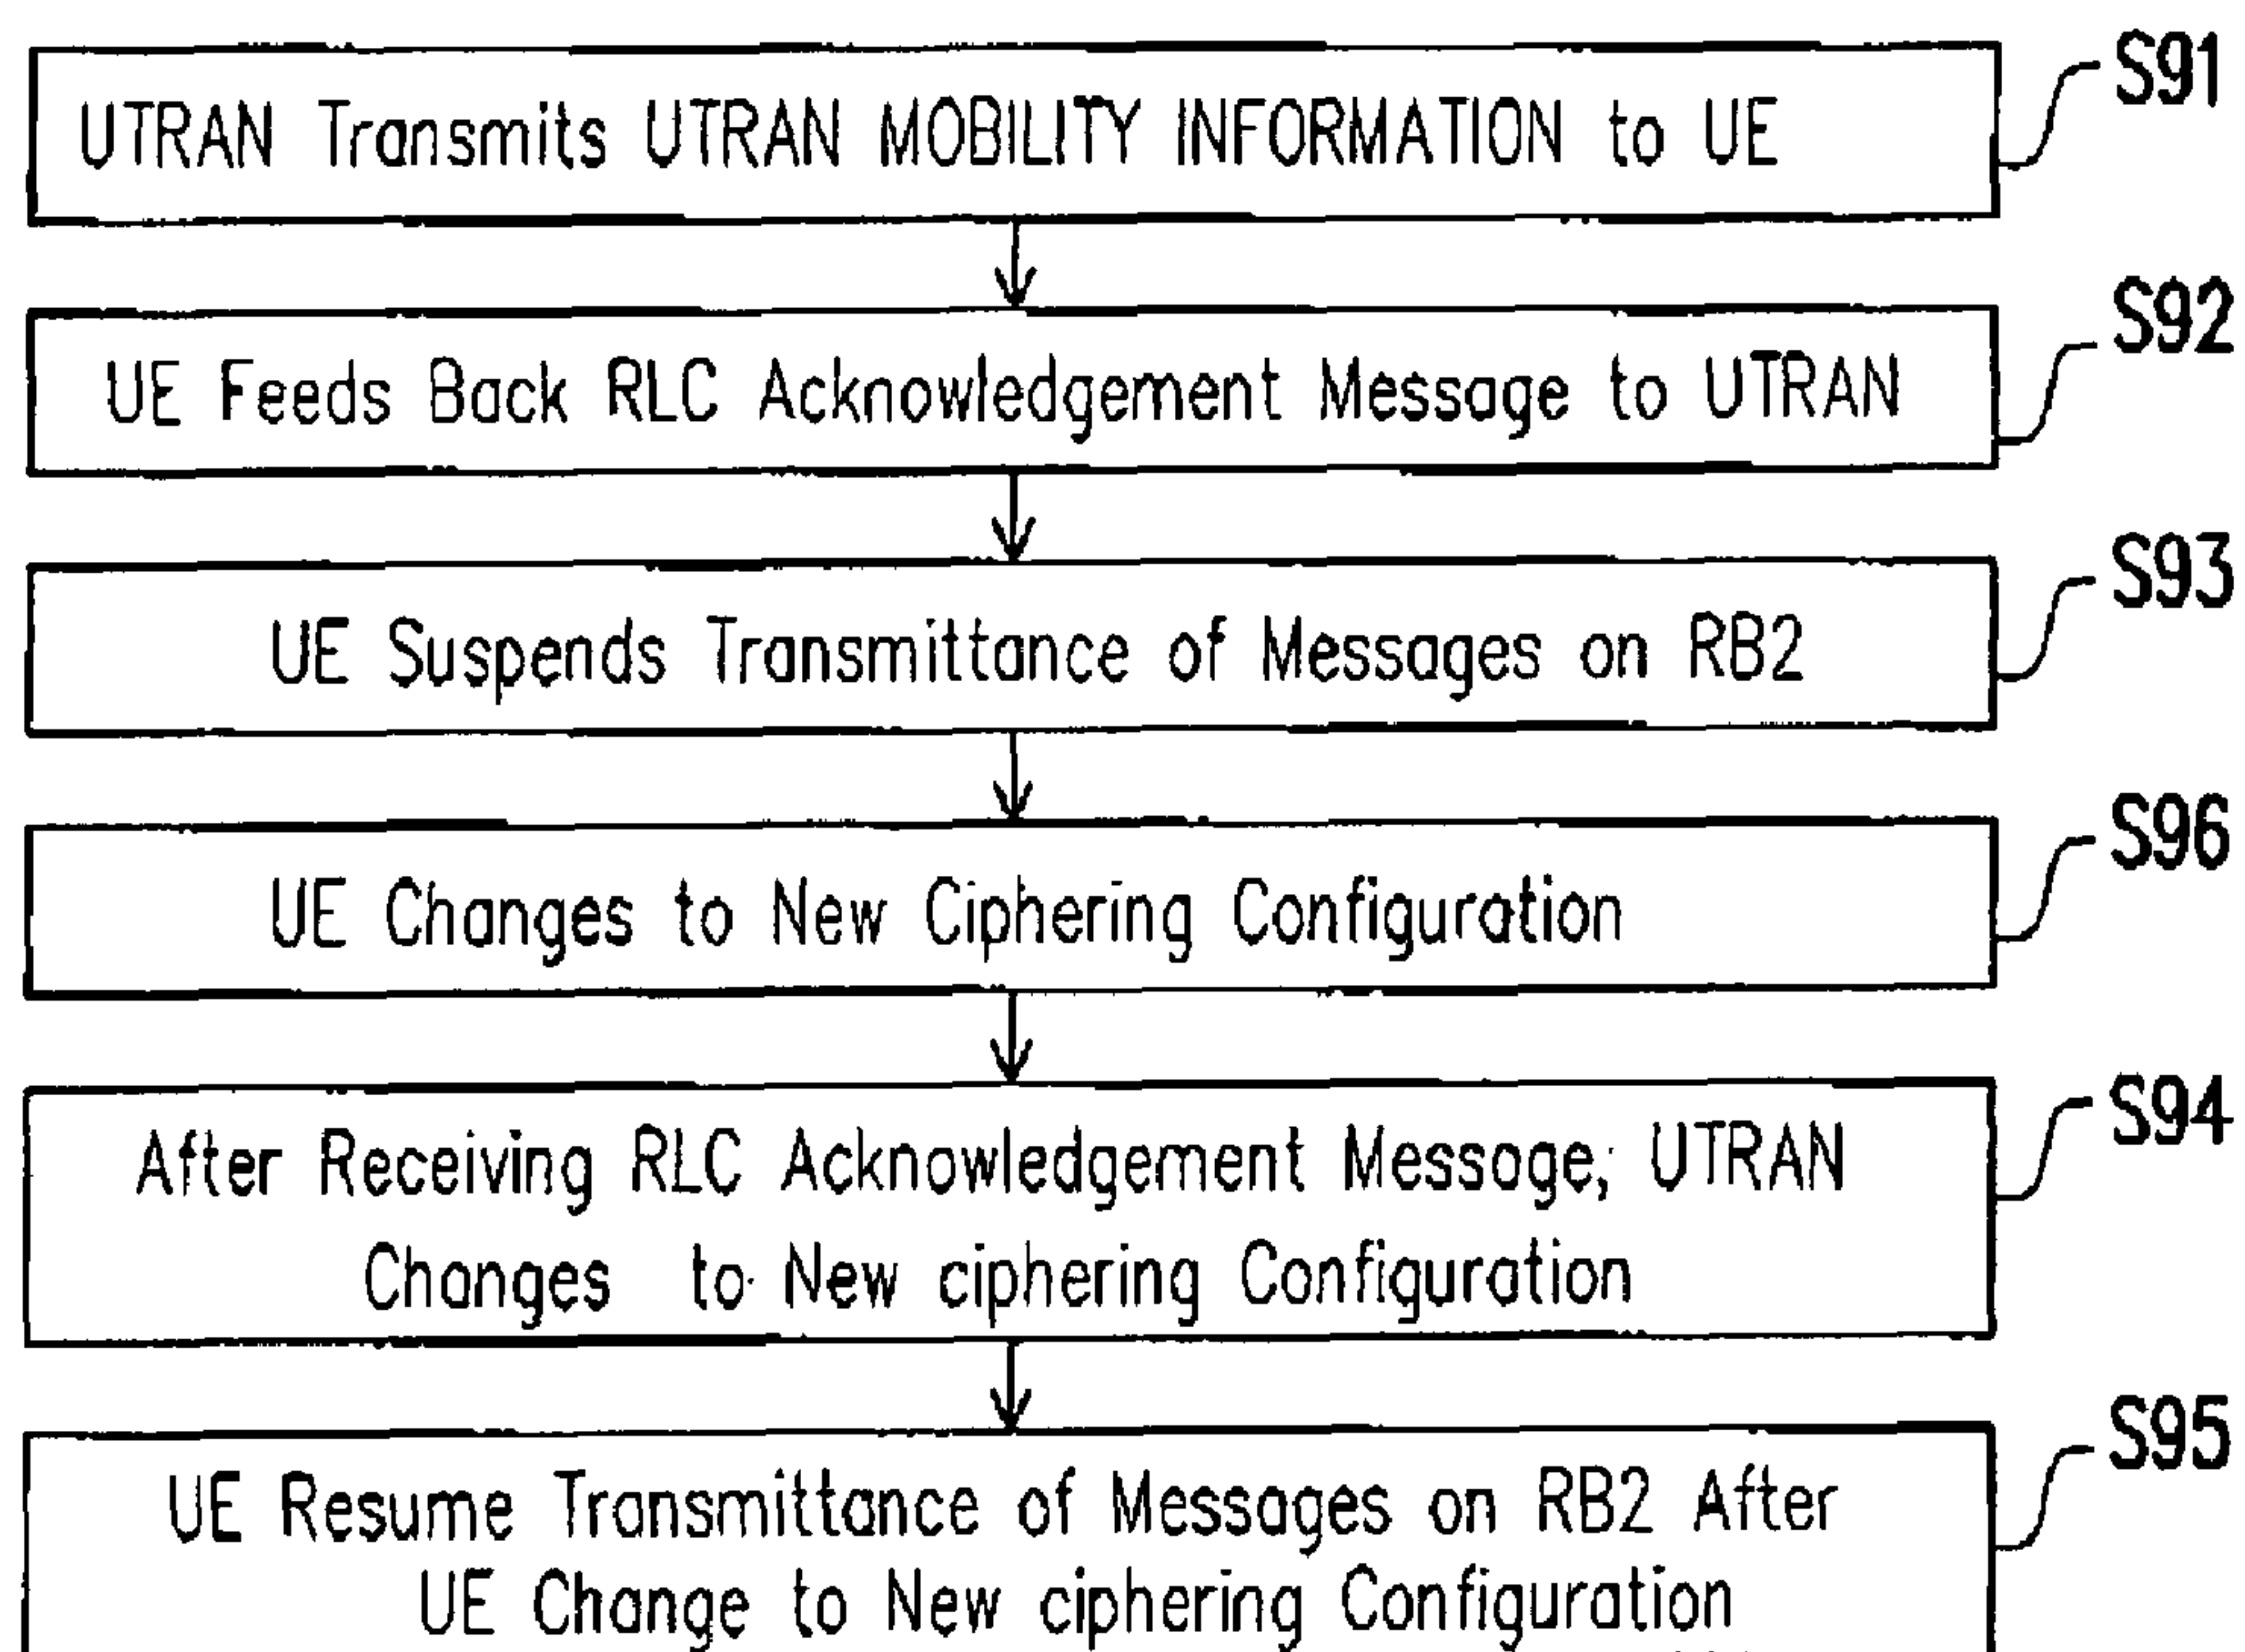 UTRAN Transmits UTRAN MOBILITY INFORMATION to UE
S91
UE Feeds Back RLC Acknowledgement Message to UTRAN
S92
UE Suspends Transmittance of Messages on RB2
S93
UE Changes to New Ciphering Configuration
S96
After Receiving RLC Acknowledgement Message, UTRAN
Changes to New ciphering Configuration
S94
UE Resume Transmittance of Messages on RB2 After
UE Change to New ciphering Configuration
S95